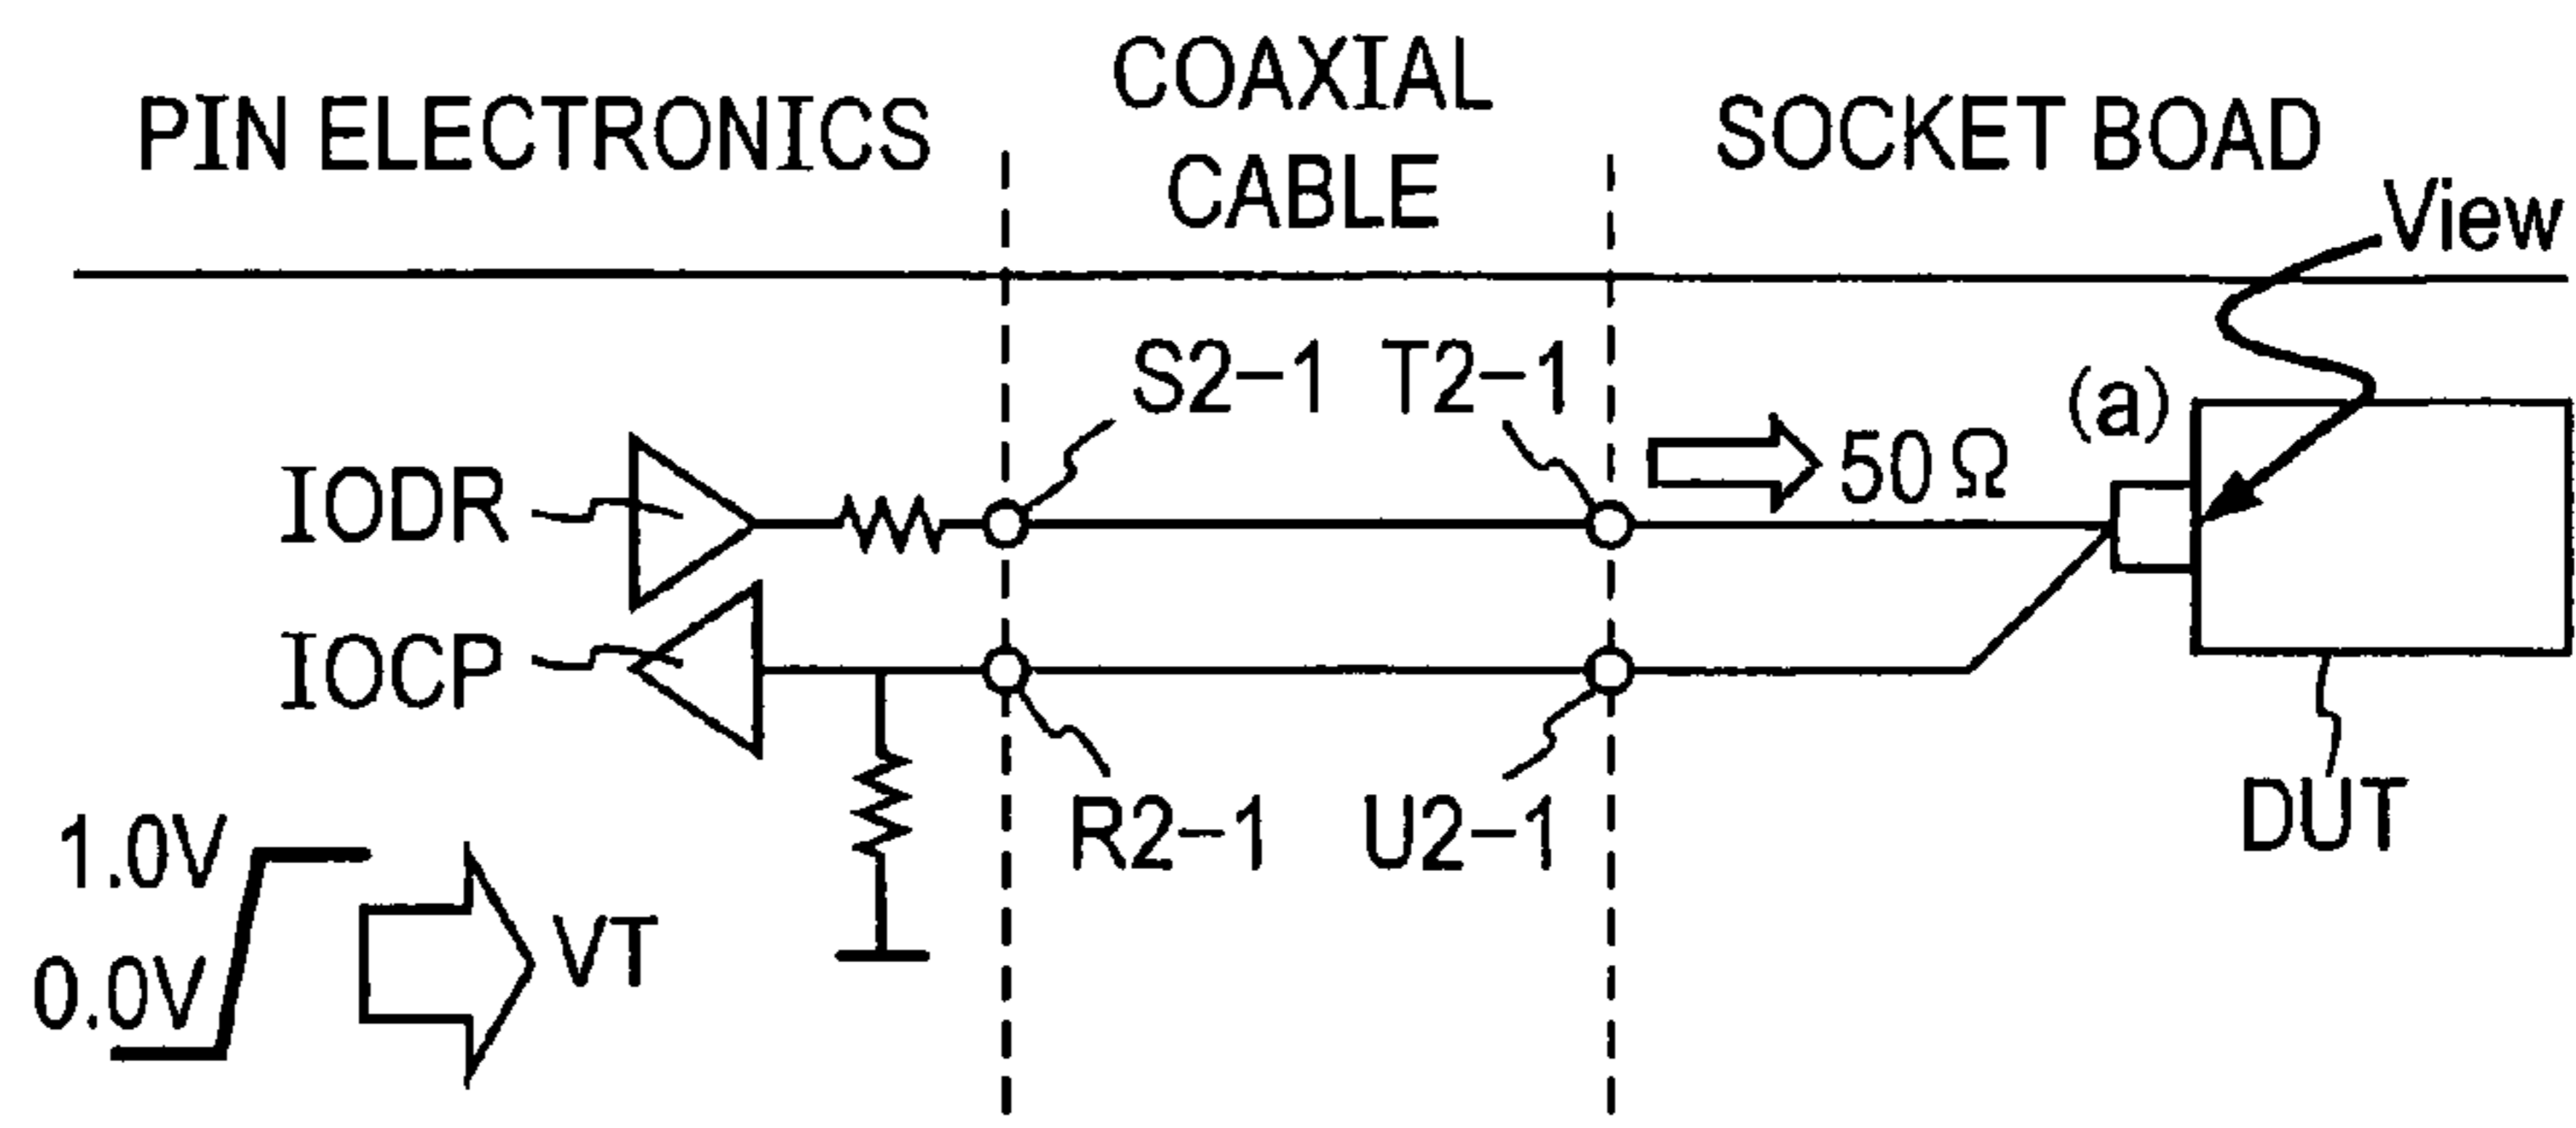 PIN ELECTRONICS
COAXIAL
CABLE
SOCKET BOAD
View
S2-1
T2-1
50Ω
(a)
IODR
IOCP
R2-1
U2-1
DUT
1.0V
0.0V
VT